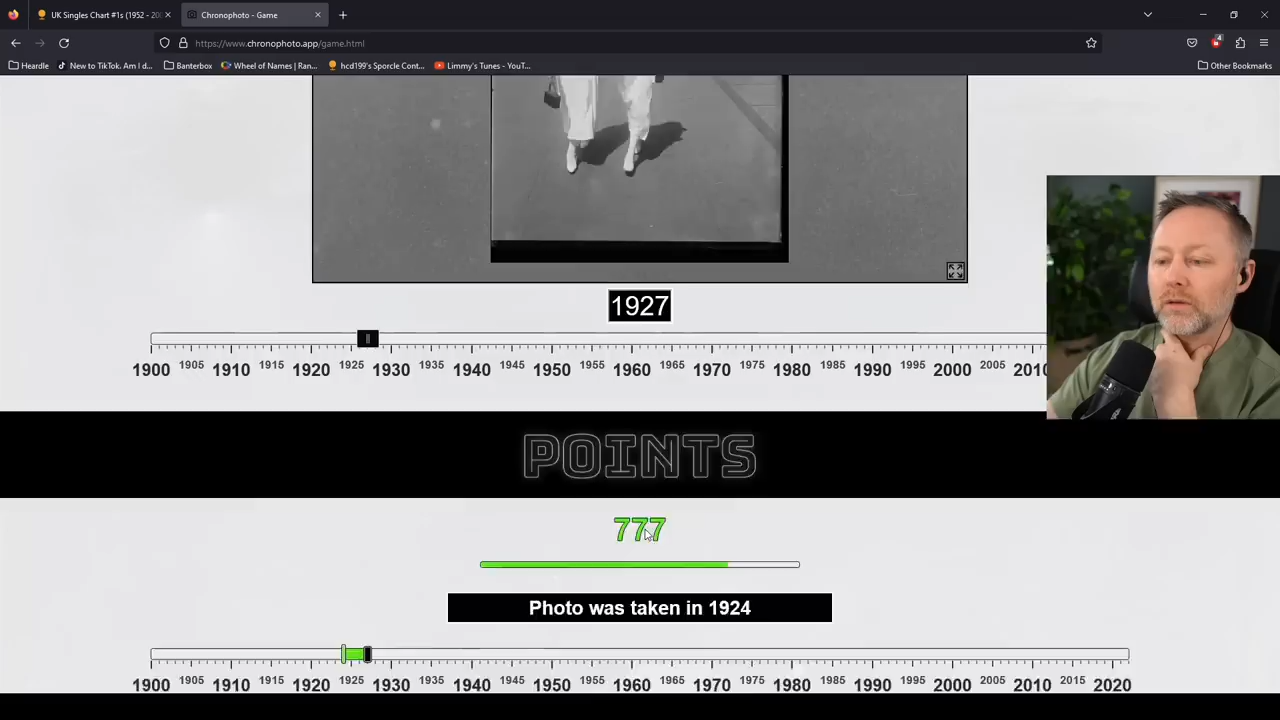 UK Singles Chart #1s (1952 - 20
Chronophoto - Game
https://www.chronophoto.app/game.html
Heardle
New to TikTok. Am I d...
Banterbox
Wheel of Names | Ran...
hcd199's Sporcle Cont...
Limmy's Tunes - YouT...
Other Bookmarks
1927
1900 1905 1910 1915 1920 1925 1930 1935 1940 1945 1950 1955 1960 1965 1970 1975 1980 1985 1990 1995 2000 2005 2010
POINTS
777
Photo was taken in 1924
1900 1905 1910 1915 1920 1925 1930 1935 1940 1945 1950 1955 1960 1965 1970 1975 1980 1985 1990 1995 2000 2005 2010 2015 2020